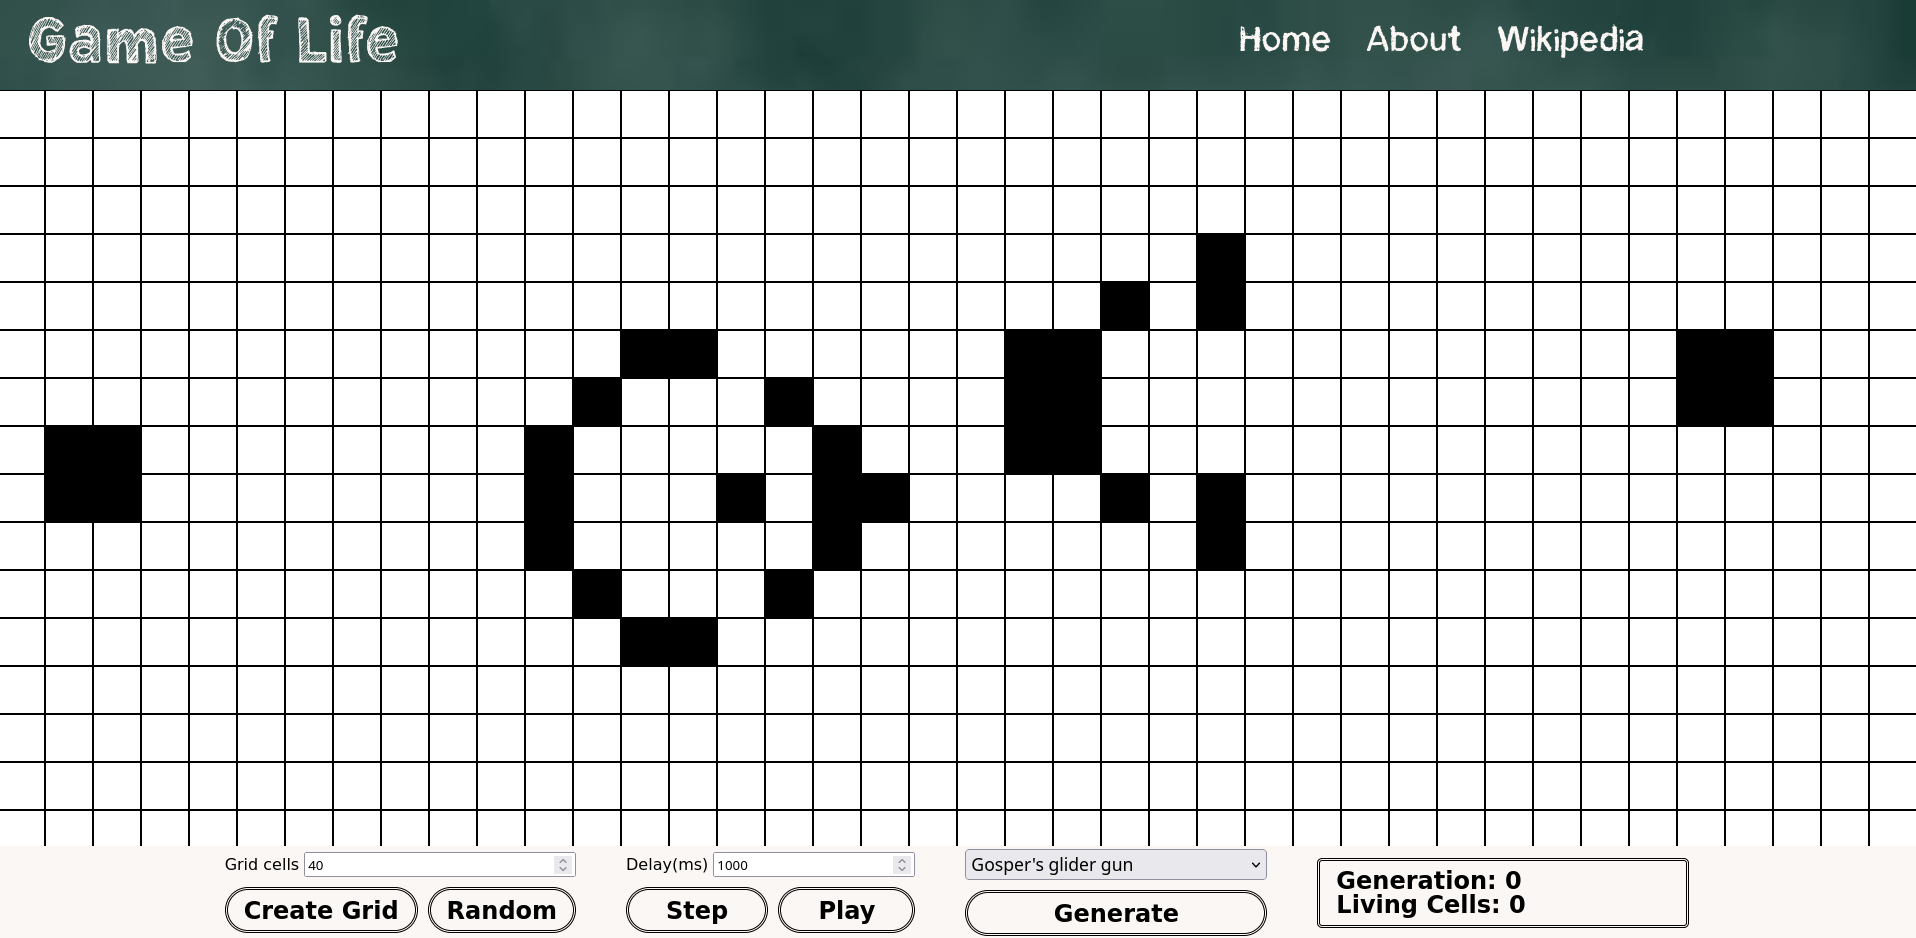 Game Of Life
Home About Wikipedia
Grid cells 40
Delay(ms) 1000
Gosper's glider gun
Create Grid Random Step Play Generate
Generation: 0
Living Cells: 0